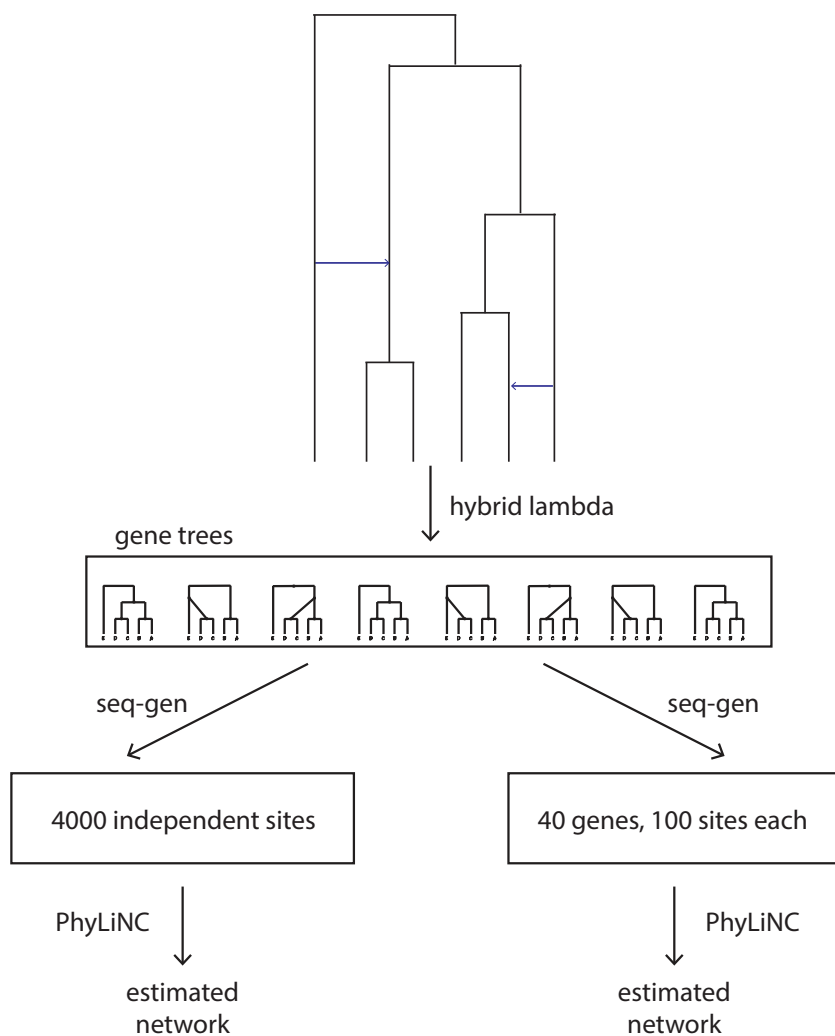 hybrid lambda
gene trees
E D C B A
E D C B A
E D C B A
E D C B A
E D C B A
E D C B A
E D C B A
E D C B A
seq-gen
seq-gen
4000 independent sites
40 genes, 100 sites each
PhyLiNC
PhyLiNC
estimated
network
estimated
network